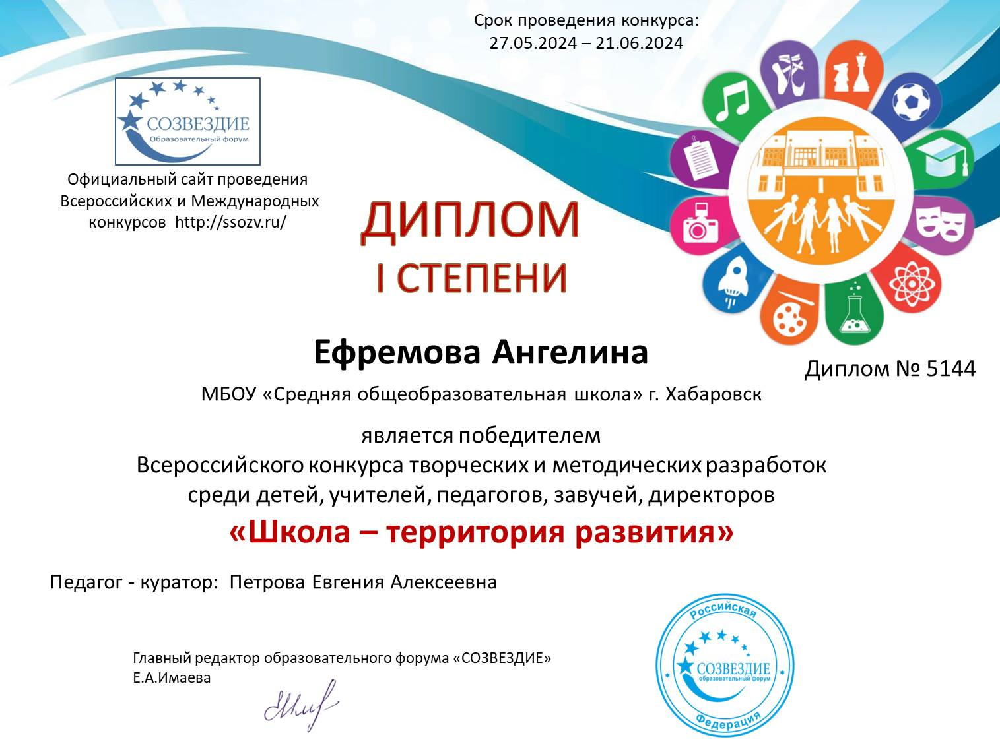 Срок проведения конкурса:
27.05.2024 – 21.06.2024
СОЗВЕЗДИЕ
Образовательный форум
Официальный сайт проведения
Всероссийских и Международных
конкурсов http://ssozv.ru/
ДИПЛОМ
I СТЕПЕНИ
Ефремова Ангелина
Диплом № 5144
МБОУ «Средняя общеобразовательная школа» г. Хабаровск
является победителем
Всероссийского конкурса творческих и методических разработок
среди детей, учителей, педагогов, завучей, директоров
«Школа – территория развития»
Педагог - куратор: Петрова Евгения Алексеевна
Главный редактор образовательного форума «СОЗВЕЗДИЕ»
Е.А.Имаева
Российская
СОЗВЕЗДИЕ
образовательный форум
Федерация